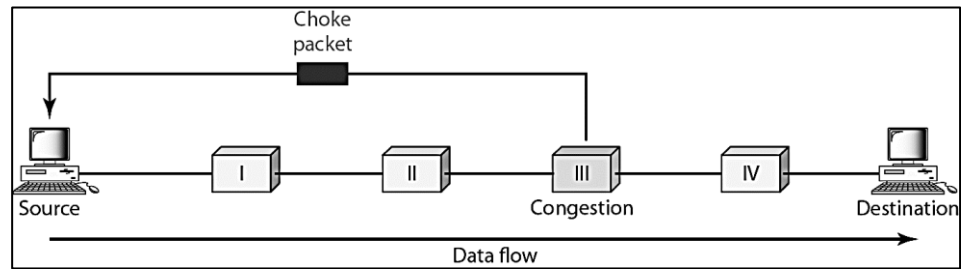 Choke
packet
I
II
III
IV
Source
Congestion
Destination
Data flow